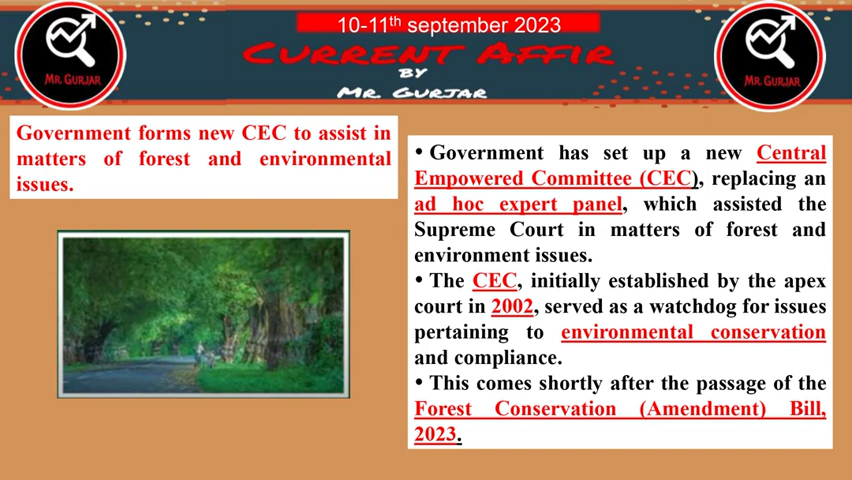 10-11th september 2023
Current Affir
by
Mr. Gurjar
Mr. Gurjar
Mr. Gurjar
Government forms new CEC to assist in
matters of forest and environmental
issues.
• Government has set up a new Central
Empowered Committee (CEC), replacing an
ad hoc expert panel, which assisted the
Supreme Court in matters of forest and
environment issues.
• The CEC, initially established by the apex
court in 2002, served as a watchdog for issues
pertaining to environmental conservation
and compliance.
• This comes shortly after the passage of the
Forest Conservation (Amendment) Bill,
2023.